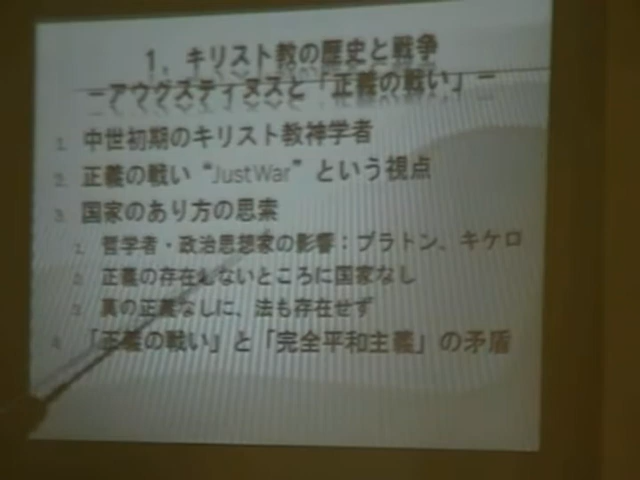 1．キリスト教の歴史と戦争
－アウグスティヌスと「正義の戦い」－
1. 中世初期のキリスト教神学者
2. 正義の戦い“JustWar”という視点
3. 国家のあり方の思索
1. 哲学者・政治思想家の影響：プラトン、キケロ
2. 正義の存在しないところに国家なし
3. 真の正義なしに、法も存在せず
4. 「正義の戦い」と「完全平和主義」の矛盾